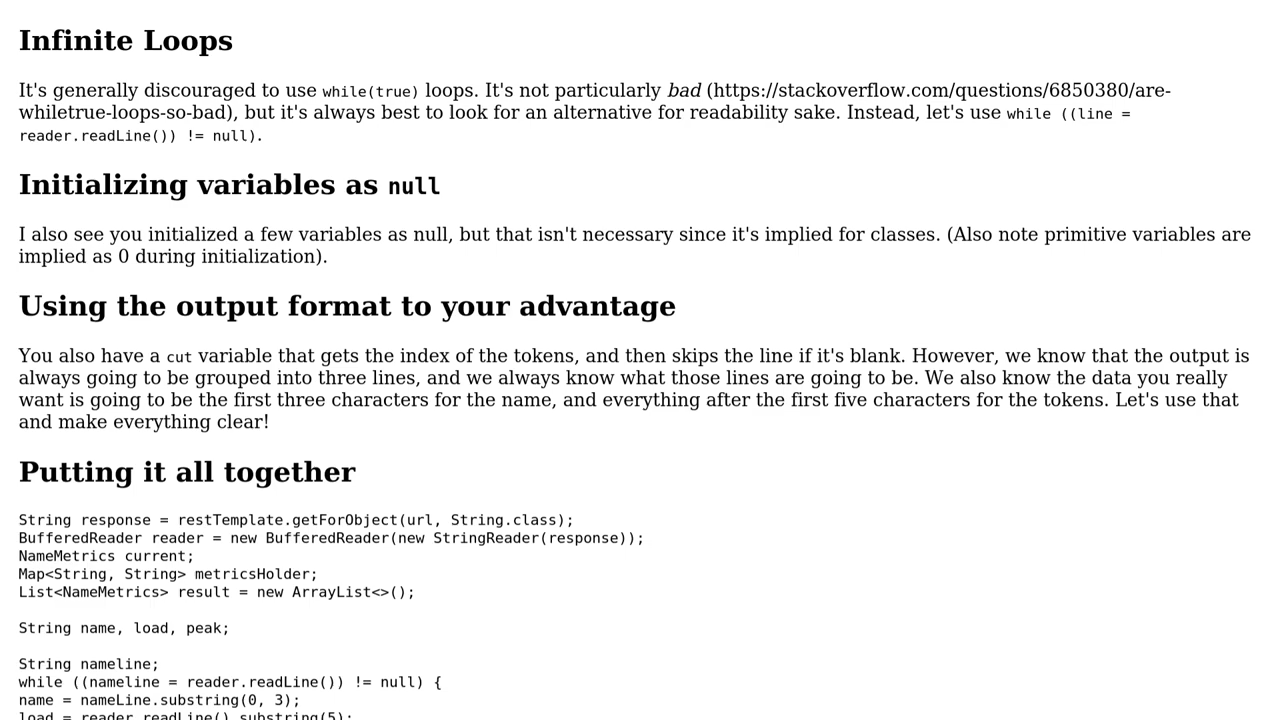 Infinite Loops
It's generally discouraged to use while(true) loops. It's not particularly bad (https://stackoverflow.com/questions/6850380/are-
whiletrue-loops-so-bad), but it's always best to look for an alternative for readability sake. Instead, let's use while ((line =
reader.readLine()) != null).
Initializing variables as null
I also see you initialized a few variables as null, but that isn't necessary since it's implied for classes. (Also note primitive variables are
implied as 0 during initialization).
Using the output format to your advantage
You also have a cut variable that gets the index of the tokens, and then skips the line if it's blank. However, we know that the output is
always going to be grouped into three lines, and we always know what those lines are going to be. We also know the data you really
want is going to be the first three characters for the name, and everything after the first five characters for the tokens. Let's use that
and make everything clear!
Putting it all together
String response = restTemplate.getForObject(url, String.class);
BufferedReader reader = new BufferedReader(new StringReader(response));
NameMetrics current;
Map<String, String> metricsHolder;
List<NameMetrics> result = new ArrayList<>();
String name, load, peak;
String nameline;
while ((nameline = reader.readLine()) != null) {
name = nameLine.substring(0, 3);
load = reader.readLine().substring(5);